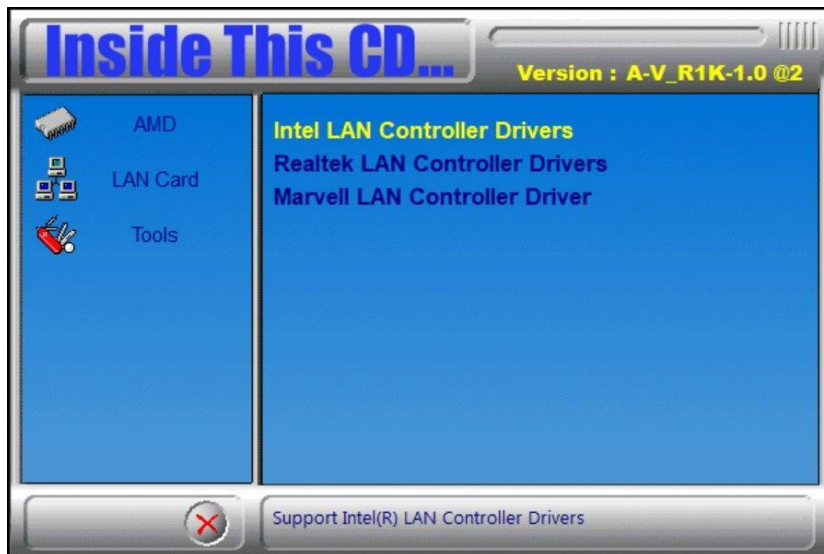 Inside This CD...
Version : A-V_R1K-1.0 @2
AMD
LAN Card
Tools
Intel LAN Controller Drivers
Realtek LAN Controller Drivers
Marvell LAN Controller Driver
Support Intel(R) LAN Controller Drivers